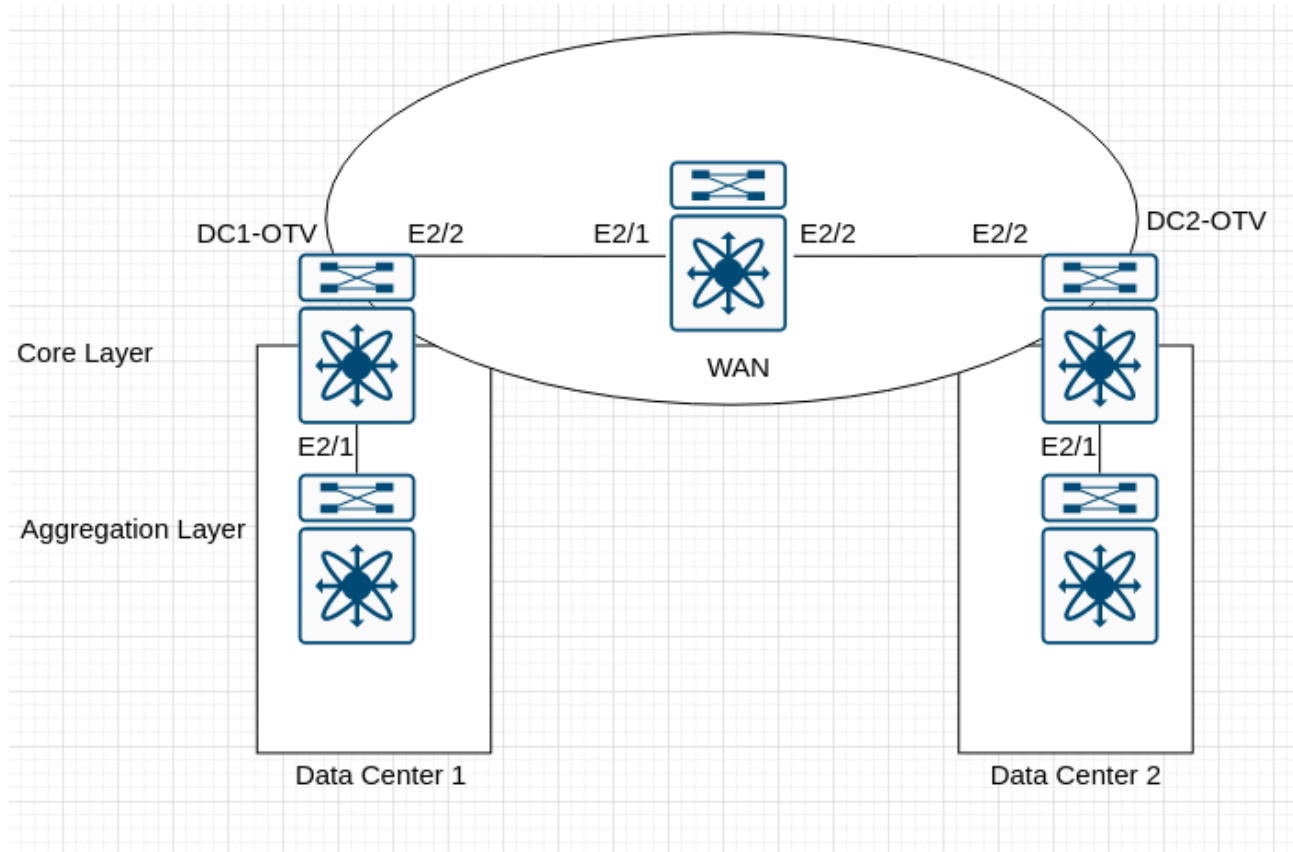 DC1-OTV
E2/2
E2/1
E2/2
E2/2
DC2-OTV
Core Layer
WAN
E2/1
E2/1
Aggregation Layer
Data Center 1
Data Center 2